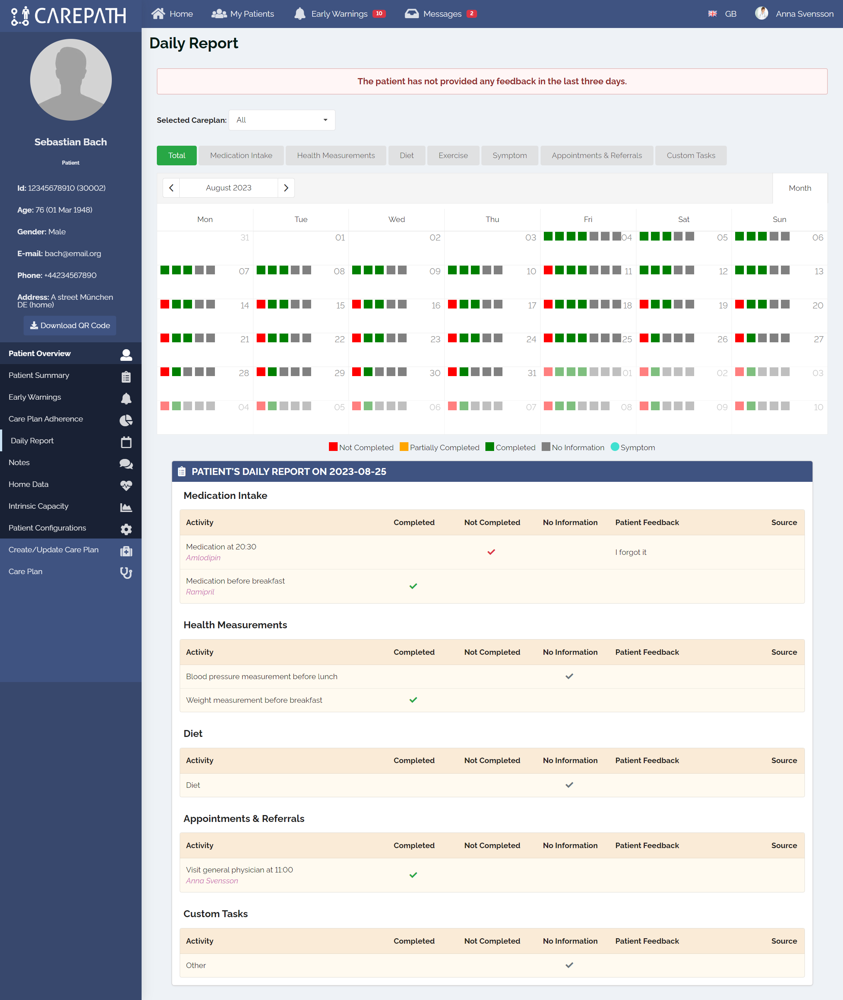 CAREPATH
Home My Patients Early Warnings 10 Messages 2 GB Anna Svensson
Sebastian Bach
Patient
Id: 12345678910 (30002)
Age: 76 (01 Mar 1948)
Gender: Male
E-mail: bach@email.org
Phone: +44234567890
Address: A street München
DE (home)
Download QR Code
Patient Overview
Patient Summary
Early Warnings
Care Plan Adherence
Daily Report
Notes
Home Data
Intrinsic Capacity
Patient Configurations
Create/Update Care Plan
Care Plan
Daily Report
The patient has not provided any feedback in the last three days.
Selected Careplan: All
Total Medication Intake Health Measurements Diet Exercise Symptom Appointments & Referrals Custom Tasks
August 2023 Month
Mon Tue Wed Thu Fri Sat Sun
31 01 02 03 04 05 06
07 08 09 10 11 12 13
14 15 16 17 18 19 20
21 22 23 24 25 26 27
28 29 30 31 01 02 03
04 05 06 07 08 09 10
Not Completed Partially Completed Completed No Information Symptom
PATIENT'S DAILY REPORT ON 2023-08-25
Medication Intake
Activity Completed Not Completed No Information Patient Feedback Source
Medication at 20:30
Amlodipin
I forgot it
Medication before breakfast
Ramipril
Health Measurements
Activity Completed Not Completed No Information Patient Feedback Source
Blood pressure measurement before lunch
Weight measurement before breakfast
Diet
Activity Completed Not Completed No Information Patient Feedback Source
Diet
Appointments & Referrals
Activity Completed Not Completed No Information Patient Feedback Source
Visit general physician at 11:00
Anna Svensson
Custom Tasks
Activity Completed Not Completed No Information Patient Feedback Source
Other